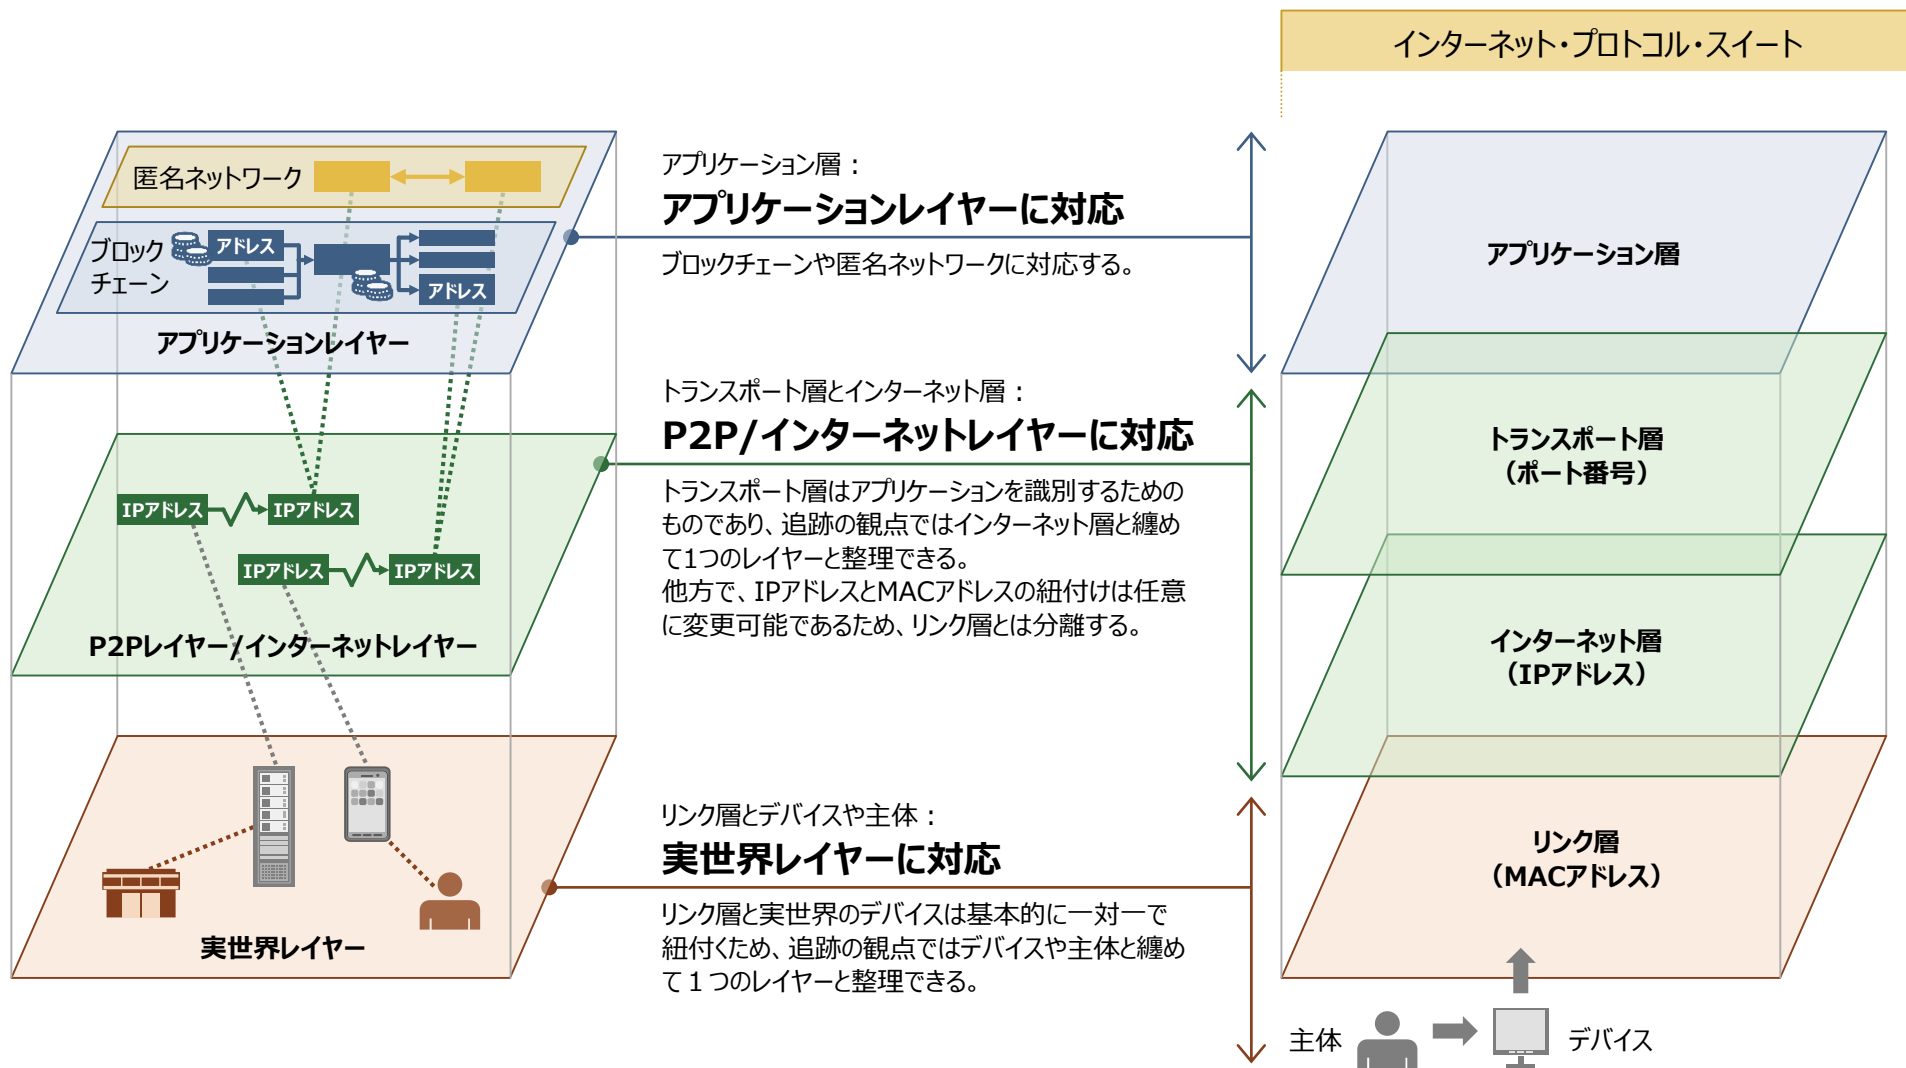 インターネット・プロトコル・スイート
匿名ネットワーク
ブロック
チェーン
アドレス
アドレス
アプリケーションレイヤー
IPアドレス
IPアドレス
IPアドレス
IPアドレス
P2Pレイヤー/インターネットレイヤー
実世界レイヤー
アプリケーション層：
アプリケーションレイヤーに対応
ブロックチェーンや匿名ネットワークに対応する。
トランスポート層とインターネット層：
P2P/インターネットレイヤーに対応
トランスポート層はアプリケーションを識別するための
ものであり、追跡の観点ではインターネット層と纏め
て1つのレイヤーと整理できる。
他方で、IPアドレスとMACアドレスの紐付けは任意
に変更可能であるため、リンク層とは分離する。
リンク層とデバイスや主体：
実世界レイヤーに対応
リンク層と実世界のデバイスは基本的に一対一で
紐付くため、追跡の観点ではデバイスや主体と纏め
て１つのレイヤーと整理できる。
アプリケーション層
トランスポート層
（ポート番号）
インターネット層
（IPアドレス）
リンク層
（MACアドレス）
主体
デバイス